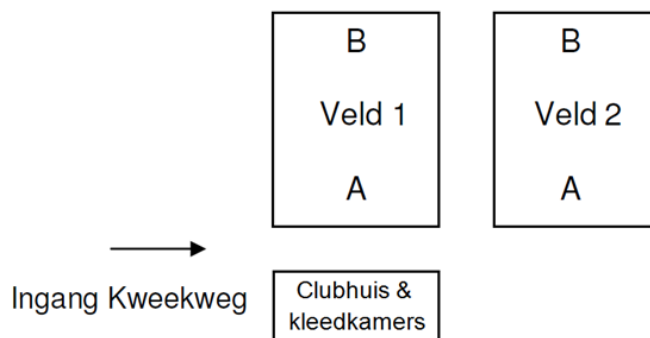 B
Veld 1
A
B
Veld 2
A
Ingang Kweekweg
Clubhuis &
kleedkamers